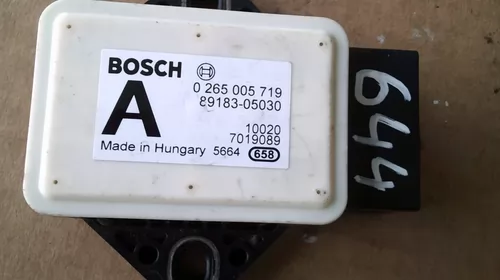 BOSCH 0 265 005 719
89183-05030
A
10020
7019089
Made in Hungary 5664 658
644